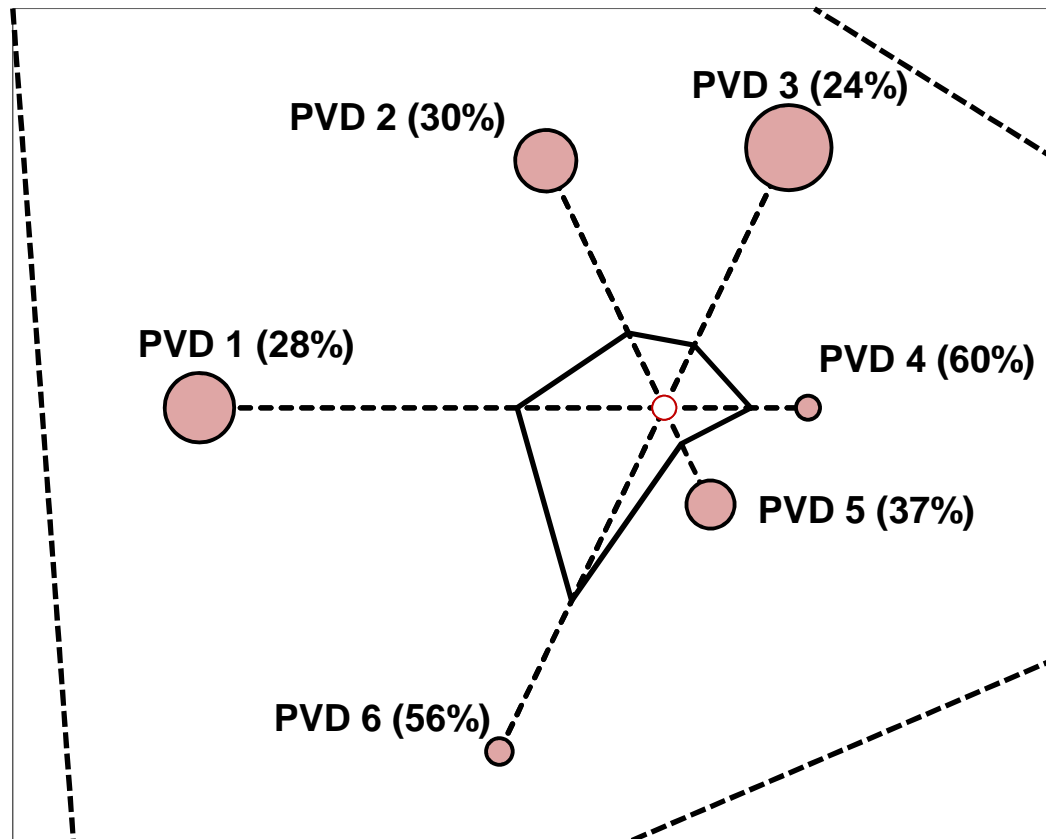 PVD 3 (24%)
PVD 2 (30%)
PVD 1 (28%)
PVD 4 (60%)
PVD 5 (37%)
PVD 6 (56%)